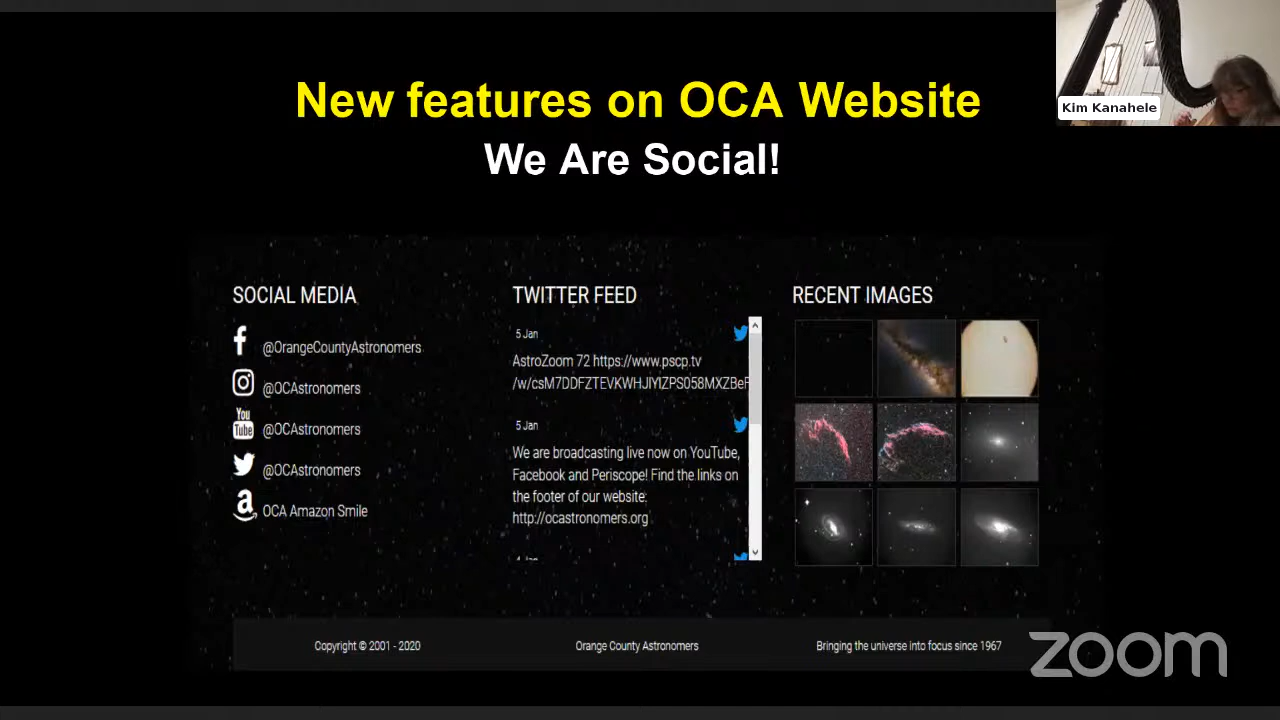 New features on OCA Website
Kim Kanahele
We Are Social!
SOCIAL MEDIA
@OrangeCountyAstronomers
@OCAstronomers
You
Tube
@OCAstronomers
@OCAstronomers
OCA Amazon Smile
TWITTER FEED
5 Jan
AstroZoom 72 https://www.pscp.tv
5 Jan
We are broadcasting live now on YouTube,
Facebook and Periscope! Find the links on
the footer of our website:
http://ocastronomers.org
RECENT IMAGES
Copyright © 2001 - 2020
Orange County Astronomers
Bringing the universe into focus since 1967
zoom